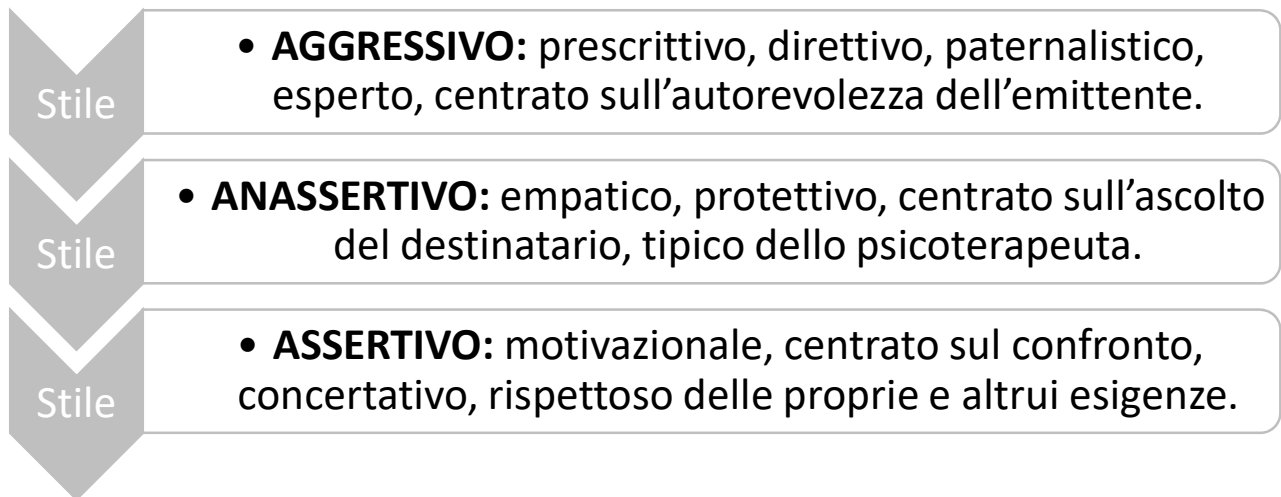 Stile
• AGGRESSIVO: prescrittivo, direttivo, paternalistico,
esperto, centrato sull’autorevolezza dell’emittente.
Stile
• ANASSERTIVO: empatico, protettivo, centrato sull’ascolto
del destinatario, tipico dello psicoterapeuta.
Stile
• ASSERTIVO: motivazionale, centrato sul confronto,
concertativo, rispettoso delle proprie e altrui esigenze.